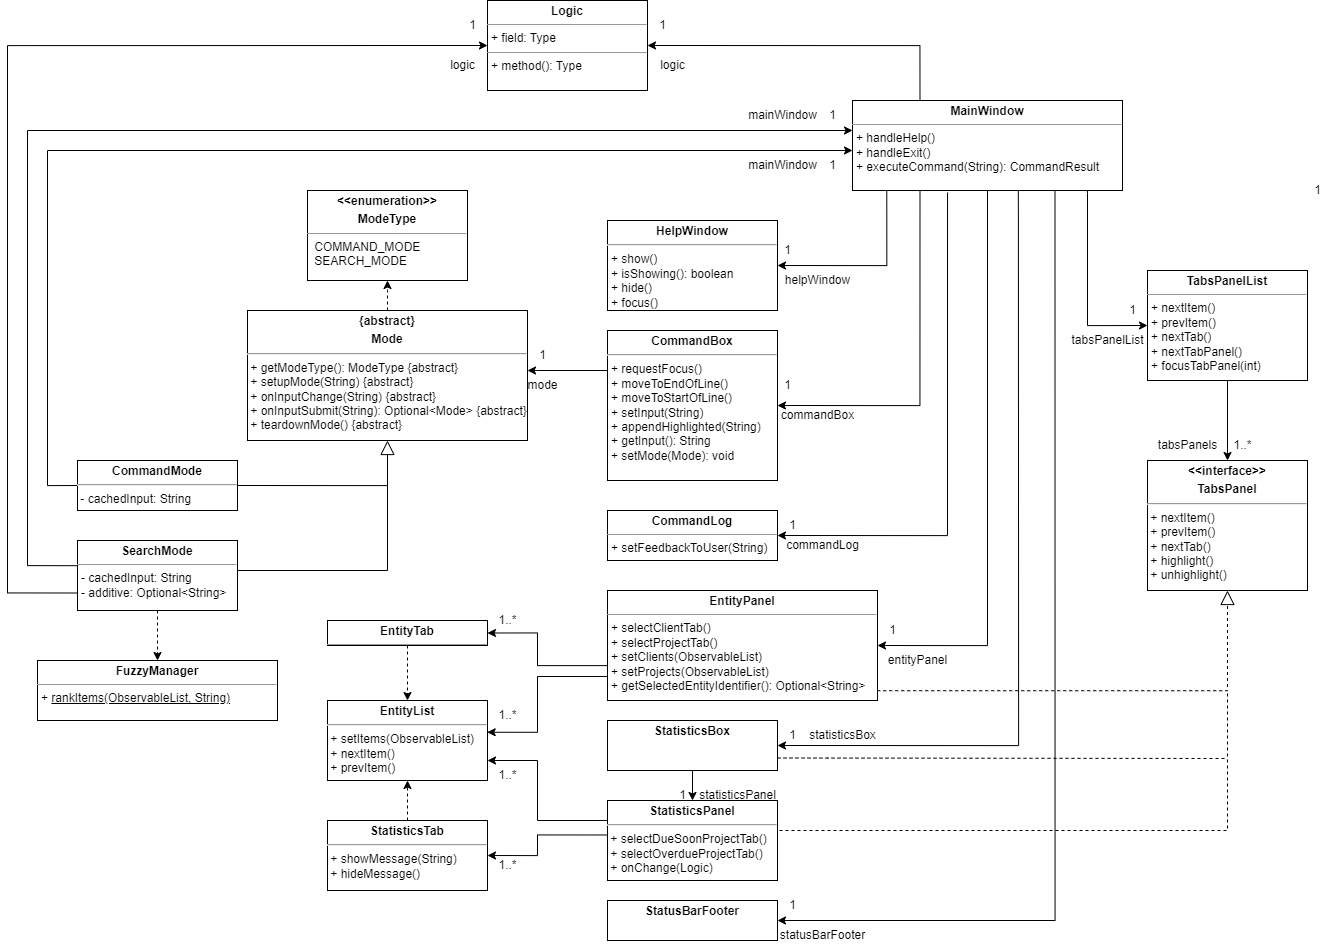 Logic
+ field: Type
+ method(): Type
1
logic
1
logic
MainWindow
+ handleHelp()
+ handleExit()
+ executeCommand(String): CommandResult
mainWindow 1
mainWindow 1
1
<<enumeration>>
ModeType
COMMAND_MODE
SEARCH_MODE
HelpWindow
+ show()
+ isShowing(): boolean
+ hide()
+ focus()
1
helpWindow
TabsPanelList
+ nextItem()
+ prevItem()
+ nextTab()
+ nextTabPanel()
+ focusTabPanel(int)
1
tabsPanelList
{abstract}
Mode
+ getModeType(): ModeType {abstract}
+ setupMode(String) {abstract}
+ onInputChange(String) {abstract}
+ onInputSubmit(String): Optional<Mode> {abstract}
+ teardownMode() {abstract}
1
mode
CommandBox
+ requestFocus()
+ moveToEndOfLine()
+ moveToStartOfLine()
+ setInput(String)
+ appendHighlighted(String)
+ getInput(): String
+ setMode(Mode): void
1
commandBox
tabsPanels 1..*
<<interface>>
TabsPanel
+ nextItem()
+ prevItem()
+ nextTab()
+ highlight()
+ unhighlight()
CommandMode
- cachedInput: String
CommandLog
+ setFeedbackToUser(String)
1
commandLog
SearchMode
- cachedInput: String
- additive: Optional<String>
EntityPanel
+ selectClientTab()
+ selectProjectTab()
+ setClients(ObservableList)
+ setProjects(ObservableList)
+ getSelectedEntityIdentifier(): Optional<String>
1
entityPanel
EntityTab
1..*
FuzzyManager
+ rankItems(ObservableList, String)
EntityList
+ setItems(ObservableList)
+ nextItem()
+ prevItem()
1..*
1..*
StatisticsBox
1 statisticsBox
1 statisticsPanel
StatisticsPanel
+ selectDueSoonProjectTab()
+ selectOverdueProjectTab()
+ onChange(Logic)
StatisticsTab
+ showMessage(String)
+ hideMessage()
1..*
StatusBarFooter
1
statusBarFooter